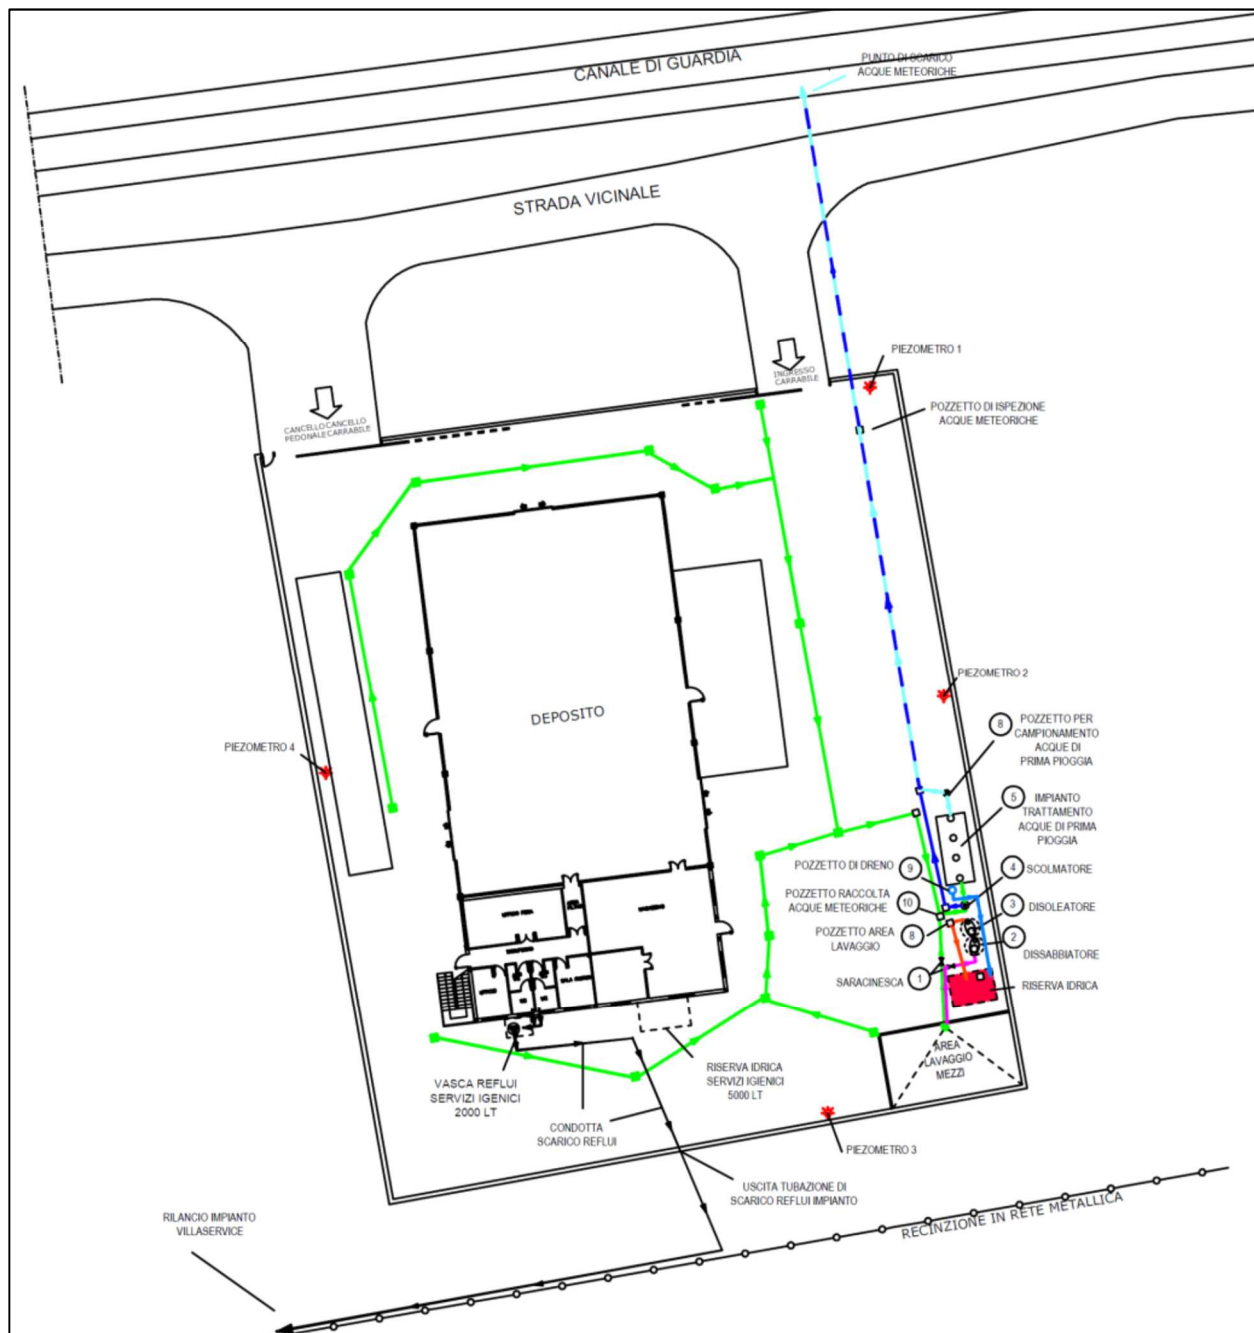 PUNTO DI SCARICO
ACQUE METEORICHE
CANALE DI GUARDIA
STRADA VICINALE
PIEZOMETRO 1
INGRESSO
CARRABILE
POZZETTO DI ISPEZIONE
ACQUE METEORICHE
CANCELLO CANCELLO
PEDONALE CARRABILE
PIEZOMETRO 2
DEPOSITO
8 POZZETTO PER
CAMPIONAMENTO
ACQUE DI
PRIMA PIOGGIA
PIEZOMETRO 4
5 IMPIANTO
TRATTAMENTO
ACQUE DI PRIMA
PIOGGIA
POZZETTO DI DRENO 9
4 SCOLMATORE
POZZETTO RACCOLTA
ACQUE METEORICHE 10
3 DISOLEATORE
POZZETTO AREA
LAVAGGIO 8
2 DISSABBIATORE
SARACINESCA 1
RISERVA IDRICA
AREA
LAVAGGIO
MEZZI
RISERVA IDRICA
SERVIZI IGIENICI
5000 LT
VASCA REFLUI
SERVIZI IGENICI
2000 LT
CONDOTTA
SCARICO REFLUI
PIEZOMETRO 3
USCITA TUBAZIONE DI
SCARICO REFLUI IMPIANTO
RILANCIO IMPIANTO
VILLASERVICE
RECINZIONE IN RETE METALLICA